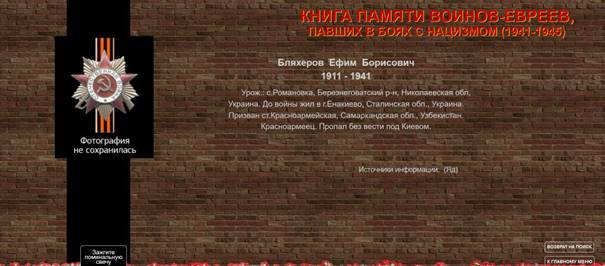 КНИГА ПАМЯТИ ВОИНОВ-ЕВРЕЕВ,
ПАВШИХ В БОЯХ С НАЦИЗМОМ (1941-1945)
Бляхеров Ефим Борисович
1911 - 1941
Урож.: с.Романовка, Березнеговатский р-н, Николаевская обл,
Украина. До войны жил в г.Енакиево, Сталинская обл., Украина.
Призван ст.Красноармейская, Самаркандская обл., Узбекистан.
Красноармеец. Пропал без вести под Киевом.
Фотография
не сохранилась
Источники информации: (Яд)
Зажгите
поминальную
свечу
ВОЗВРАТ НА ПОИСК
К ГЛАВНОМУ МЕНЮ